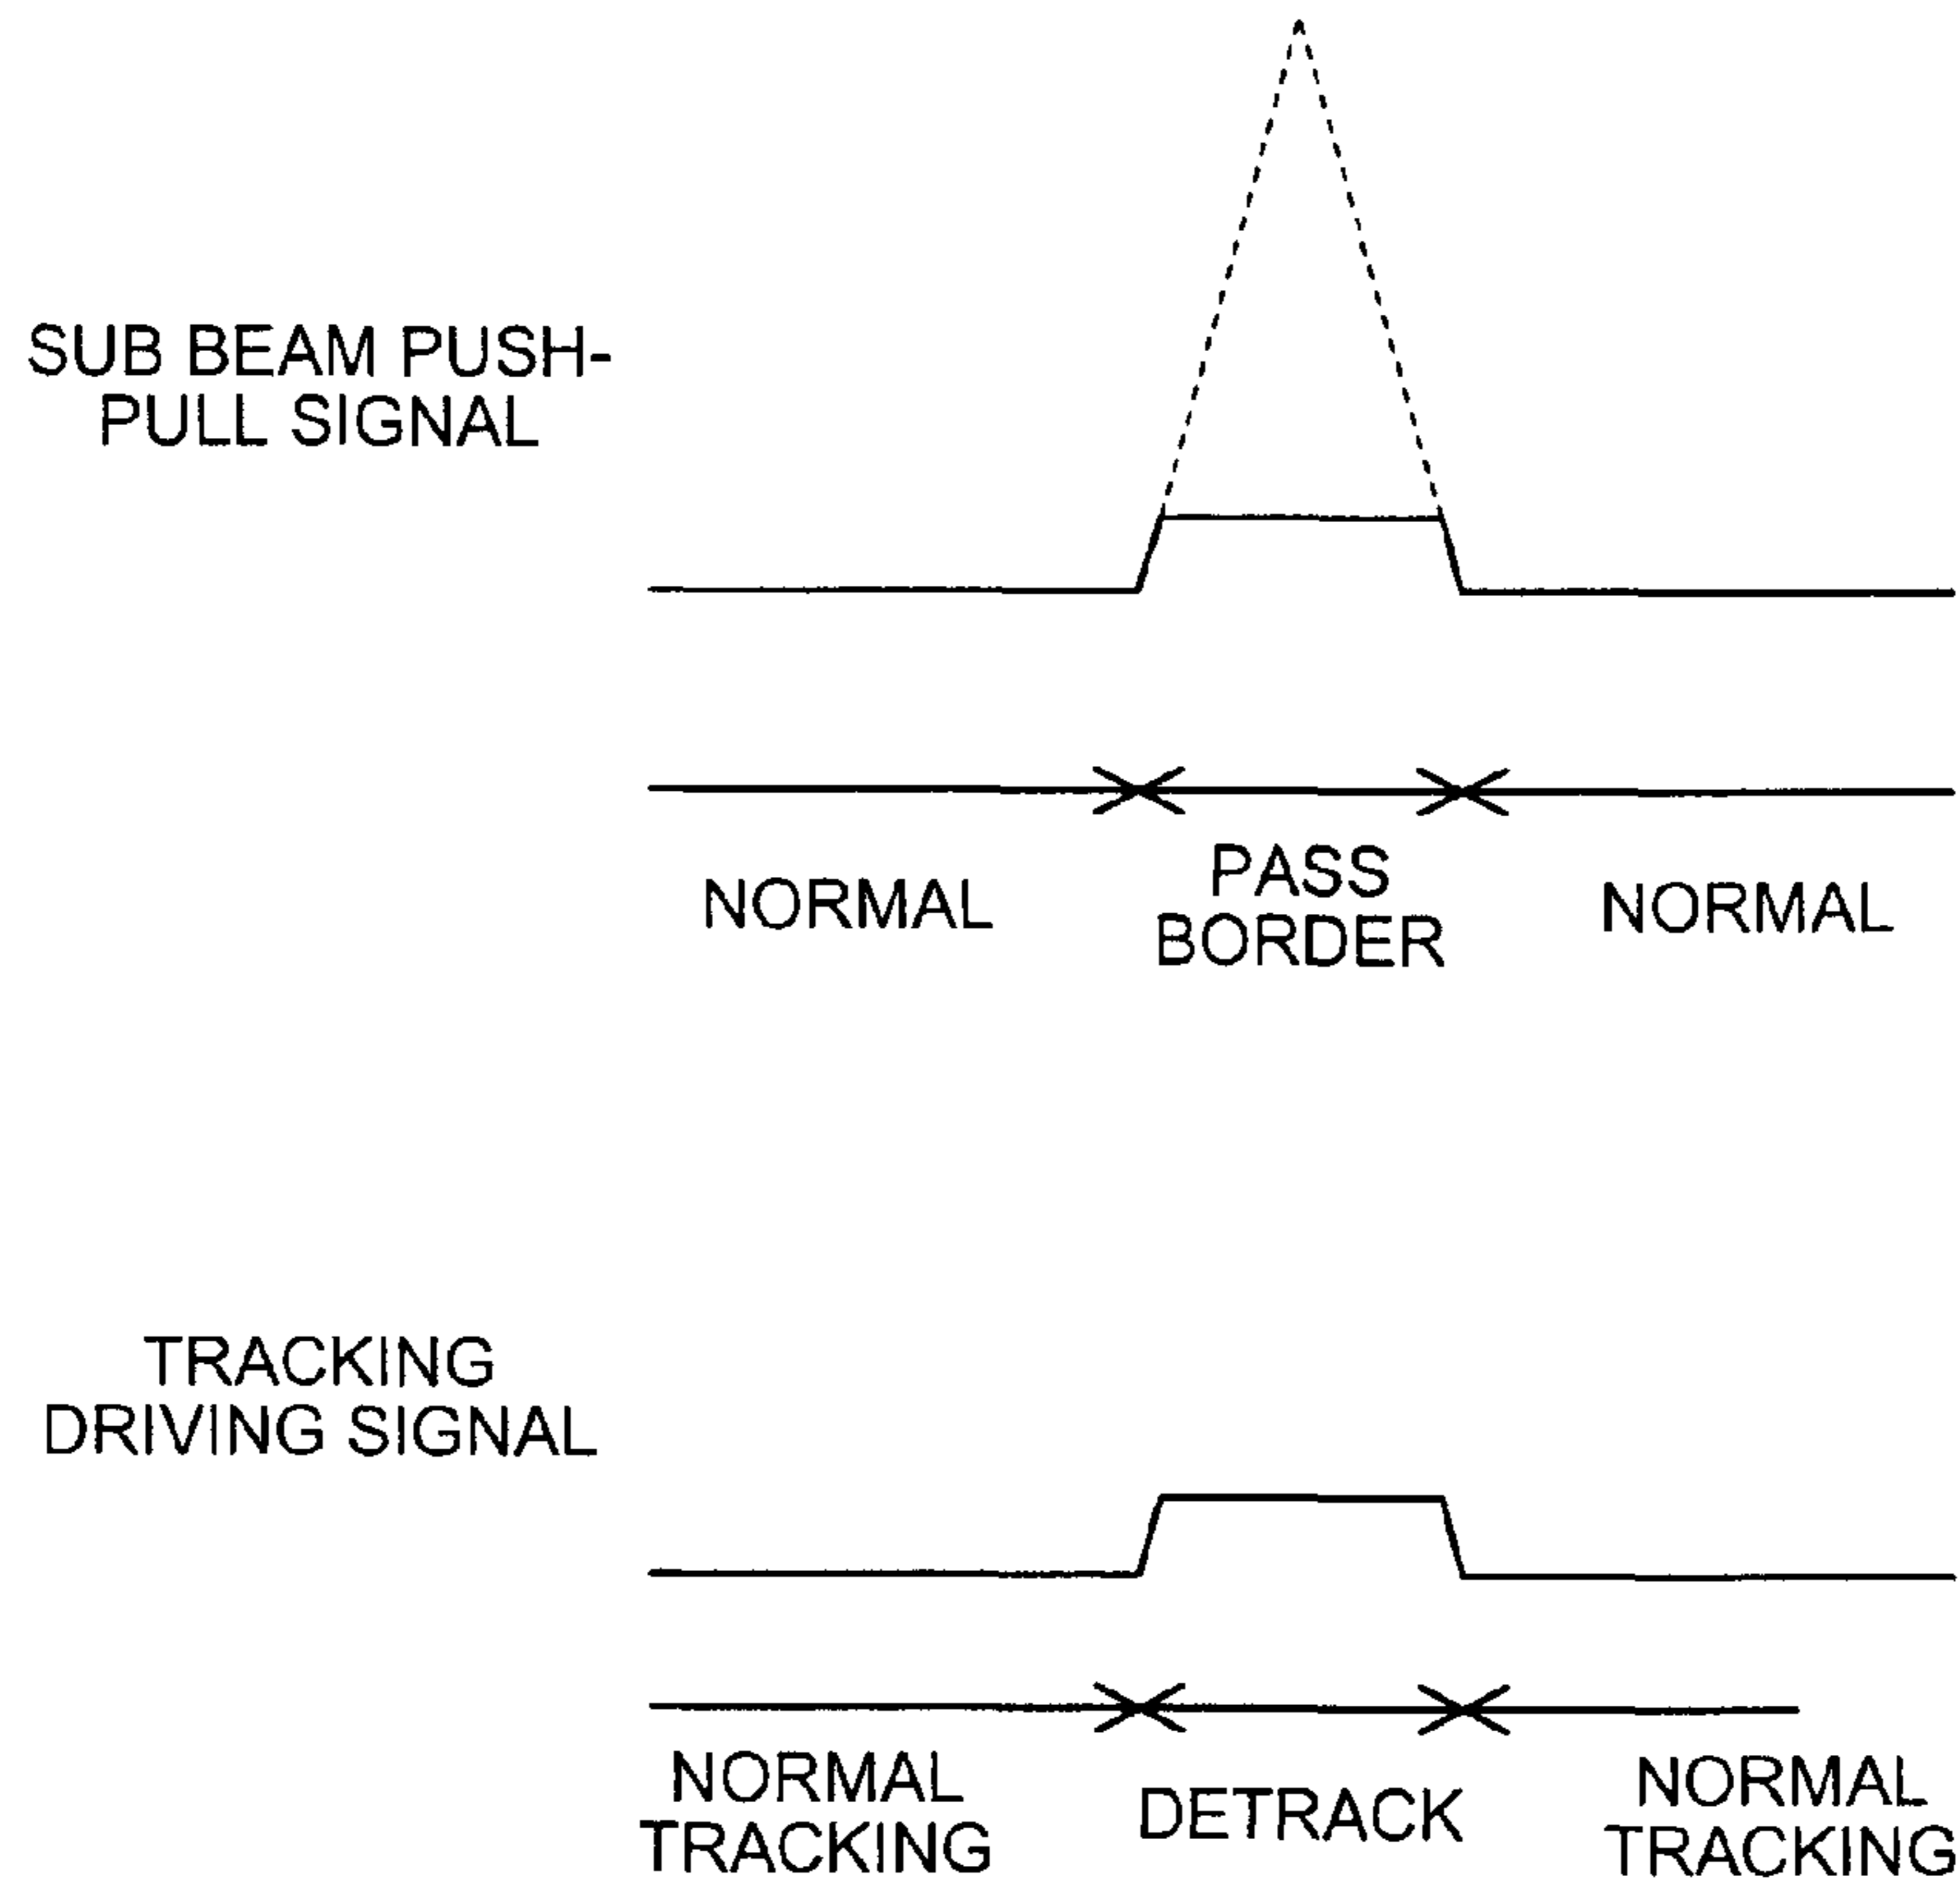 SUB BEAM PUSH-
PULL SIGNAL
NORMAL
PASS
BORDER
NORMAL
TRACKING
DRIVING SIGNAL
NORMAL
TRACKING
DETRACK
NORMAL
TRACKING